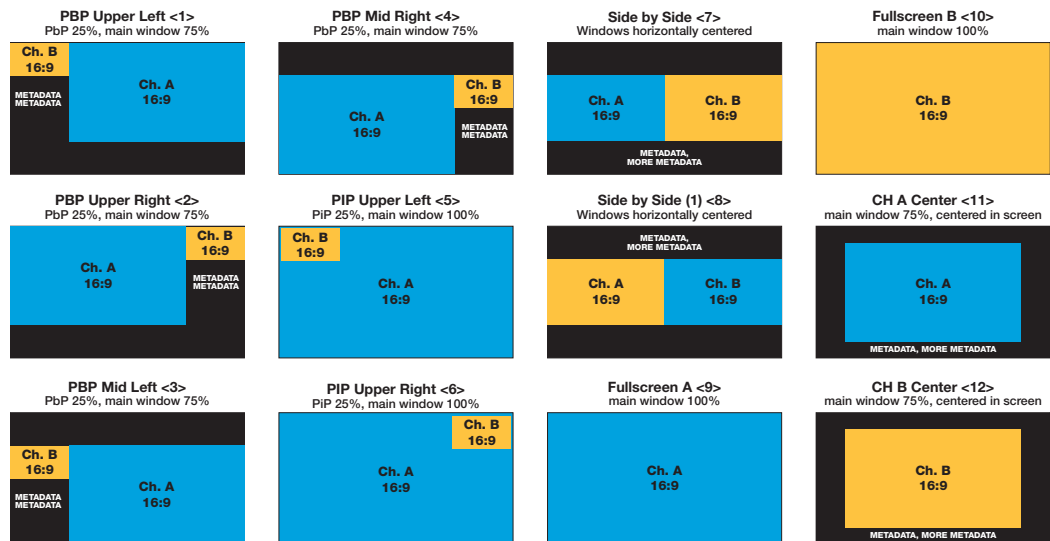 PBP Upper Left <1>
PbP 25%, main window 75%
Ch. B
16:9
METADATA
METADATA
Ch. A
16:9
PBP Mid Right <4>
PbP 25%, main window 75%
Ch. B
16:9
Ch. A
16:9
METADATA
METADATA
Side by Side <7>
Windows horizontally centered
Ch. A
16:9
Ch. B
16:9
METADATA,
MORE METADATA
Fullscreen B <10>
main window 100%
Ch. B
16:9
PBP Upper Right <2>
PbP 25%, main window 75%
Ch. A
16:9
Ch. B
16:9
METADATA
METADATA
PIP Upper Left <5>
PiP 25%, main window 100%
Ch. B
16:9
Ch. A
16:9
Side by Side (1) <8>
Windows horizontally centered
METADATA,
MORE METADATA
Ch. A
16:9
Ch. B
16:9
CH A Center <11>
main window 75%, centered in screen
Ch. A
16:9
METADATA, MORE METADATA
PBP Mid Left <3>
PbP 25%, main window 75%
Ch. B
16:9
METADATA
METADATA
Ch. A
16:9
PIP Upper Right <6>
PiP 25%, main window 100%
Ch. B
16:9
Ch. A
16:9
Fullscreen A <9>
main window 100%
Ch. A
16:9
CH B Center <12>
main window 75%, centered in screen
Ch. B
16:9
METADATA, MORE METADATA